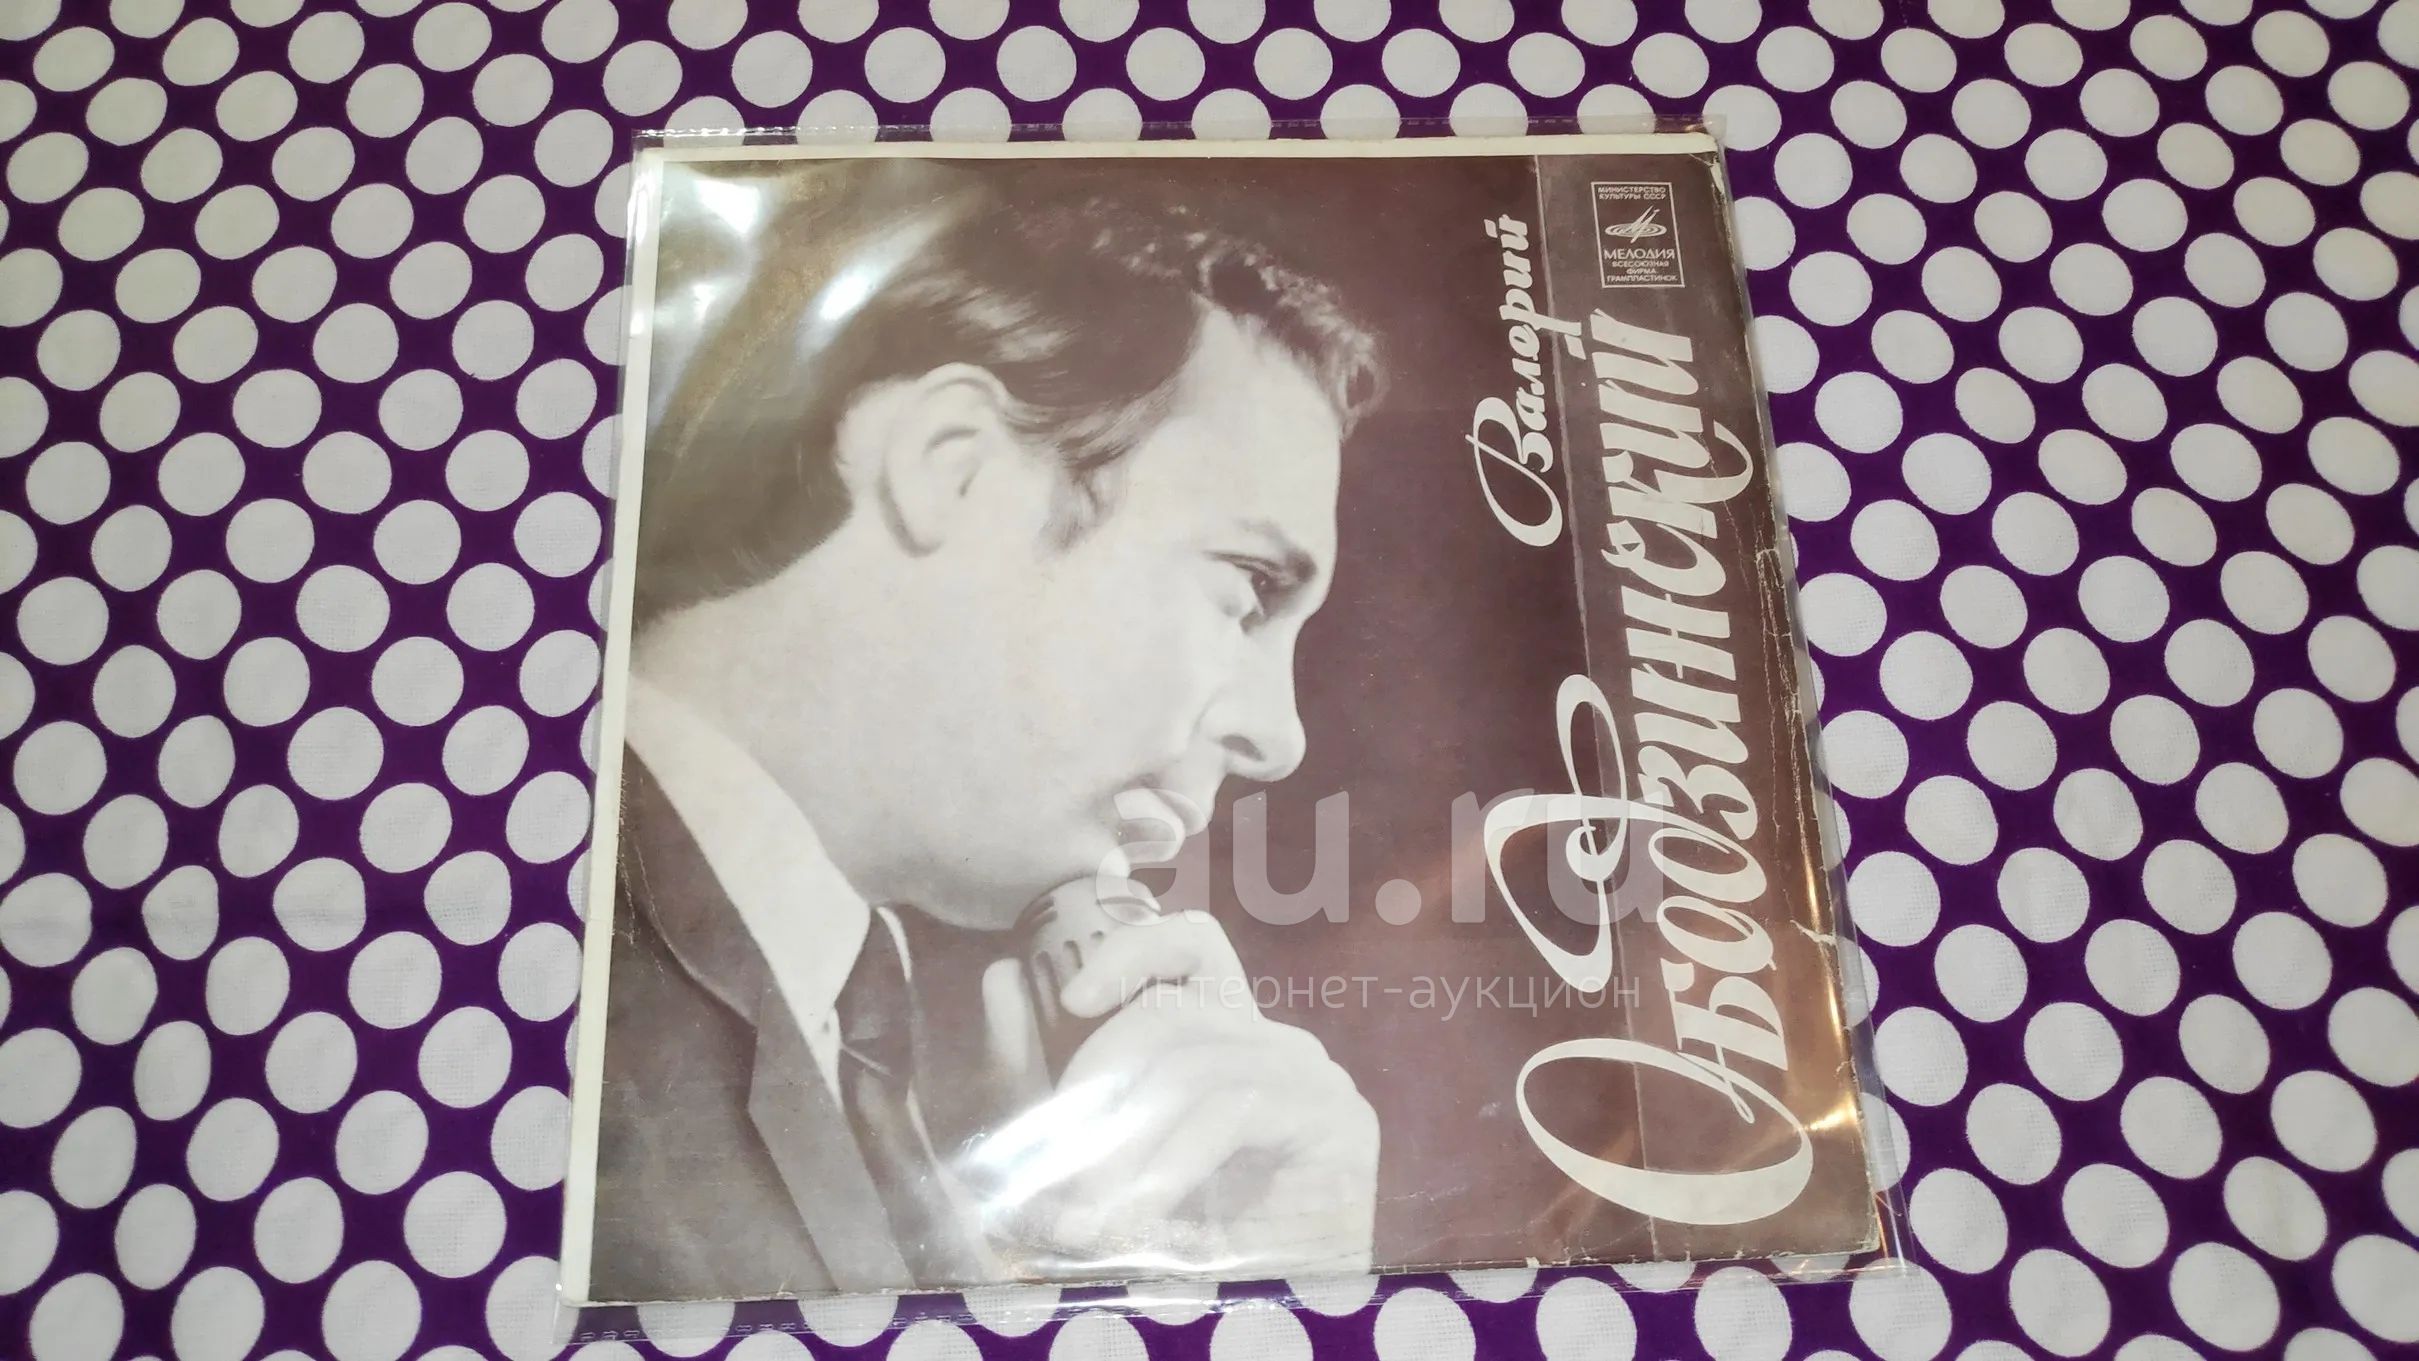 МИНИСТЕРСТВО
КУЛЬТУРЫ СССР
МЕЛОДИЯ
ВСЕСОЮЗНАЯ
ФИРМА
ГРАМПЛАСТИНОК
Валерий
Ободзинский
au.ru
интернет-аукцион